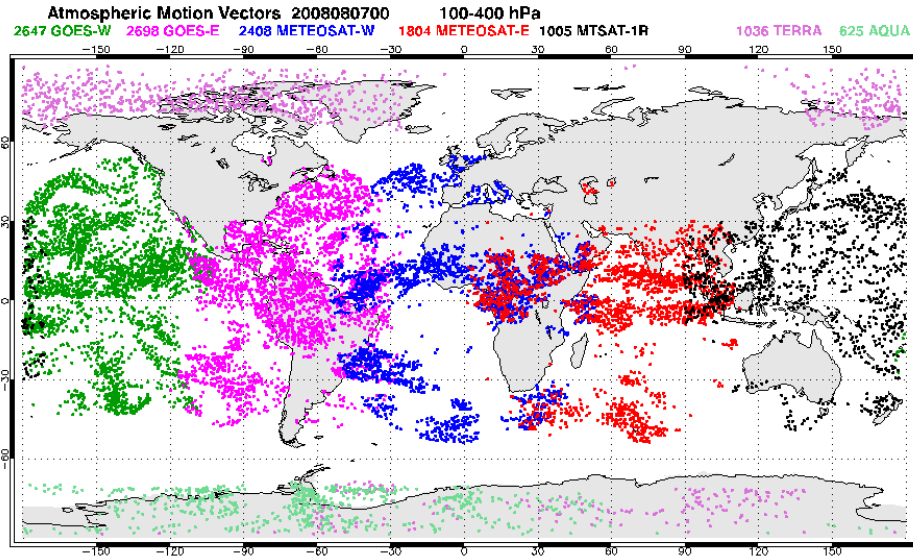 Atmospheric Motion Vectors 2008080700 100-400 hPa
2647 GOES-W 2698 GOES-E 2408 METEOSAT-W 1804 METEOSAT-E 1005 MTSAT-1R 1036 TERRA 625 AQUA
-150 -120 -90 -60 -30 0 30 60 90 120 150
60
30
0
-30
-60
-150 -120 -90 -60 -30 0 30 60 90 120 150